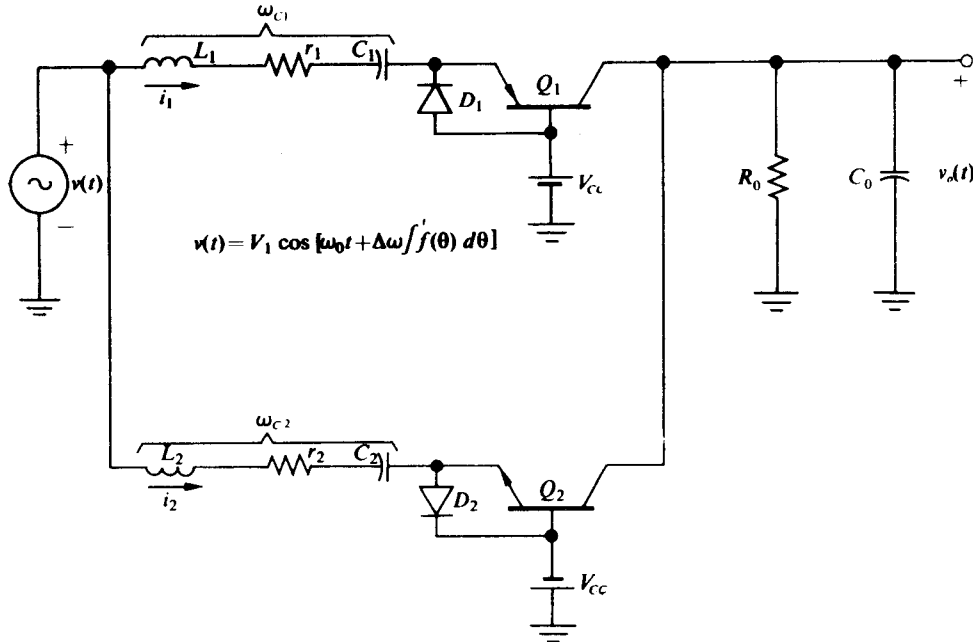 ω_C1
L₁ r₁ C₁
i₁
D₁
Q₁
V_CC
+
v(t)
−
R₀
C₀
+
v_o(t)
v(t) = V₁ cos [ω₀t + Δω∫ᵗ f(θ) dθ]
ω_C2
L₂ r₂ C₂
i₂
D₂
Q₂
V_CC